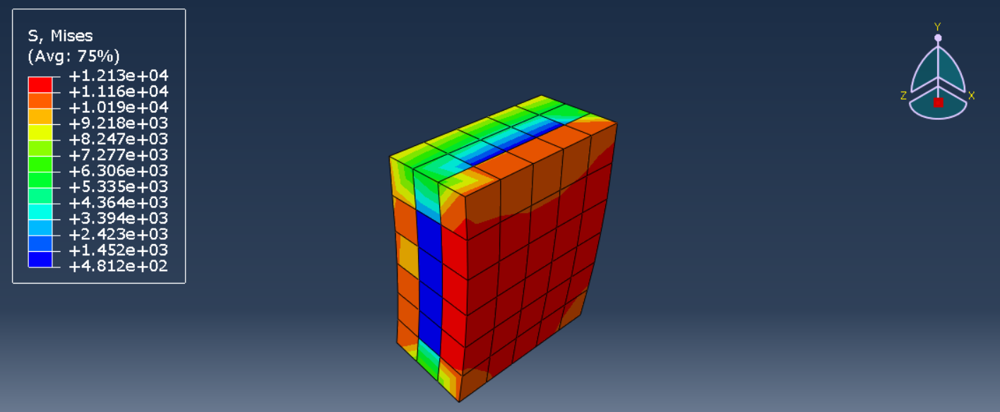 S, Mises
(Avg: 75%)
+1.213e+04
+1.116e+04
+1.019e+04
+9.218e+03
+8.247e+03
+7.277e+03
+6.306e+03
+5.335e+03
+4.364e+03
+3.394e+03
+2.423e+03
+1.452e+03
+4.812e+02
Y
Z
X